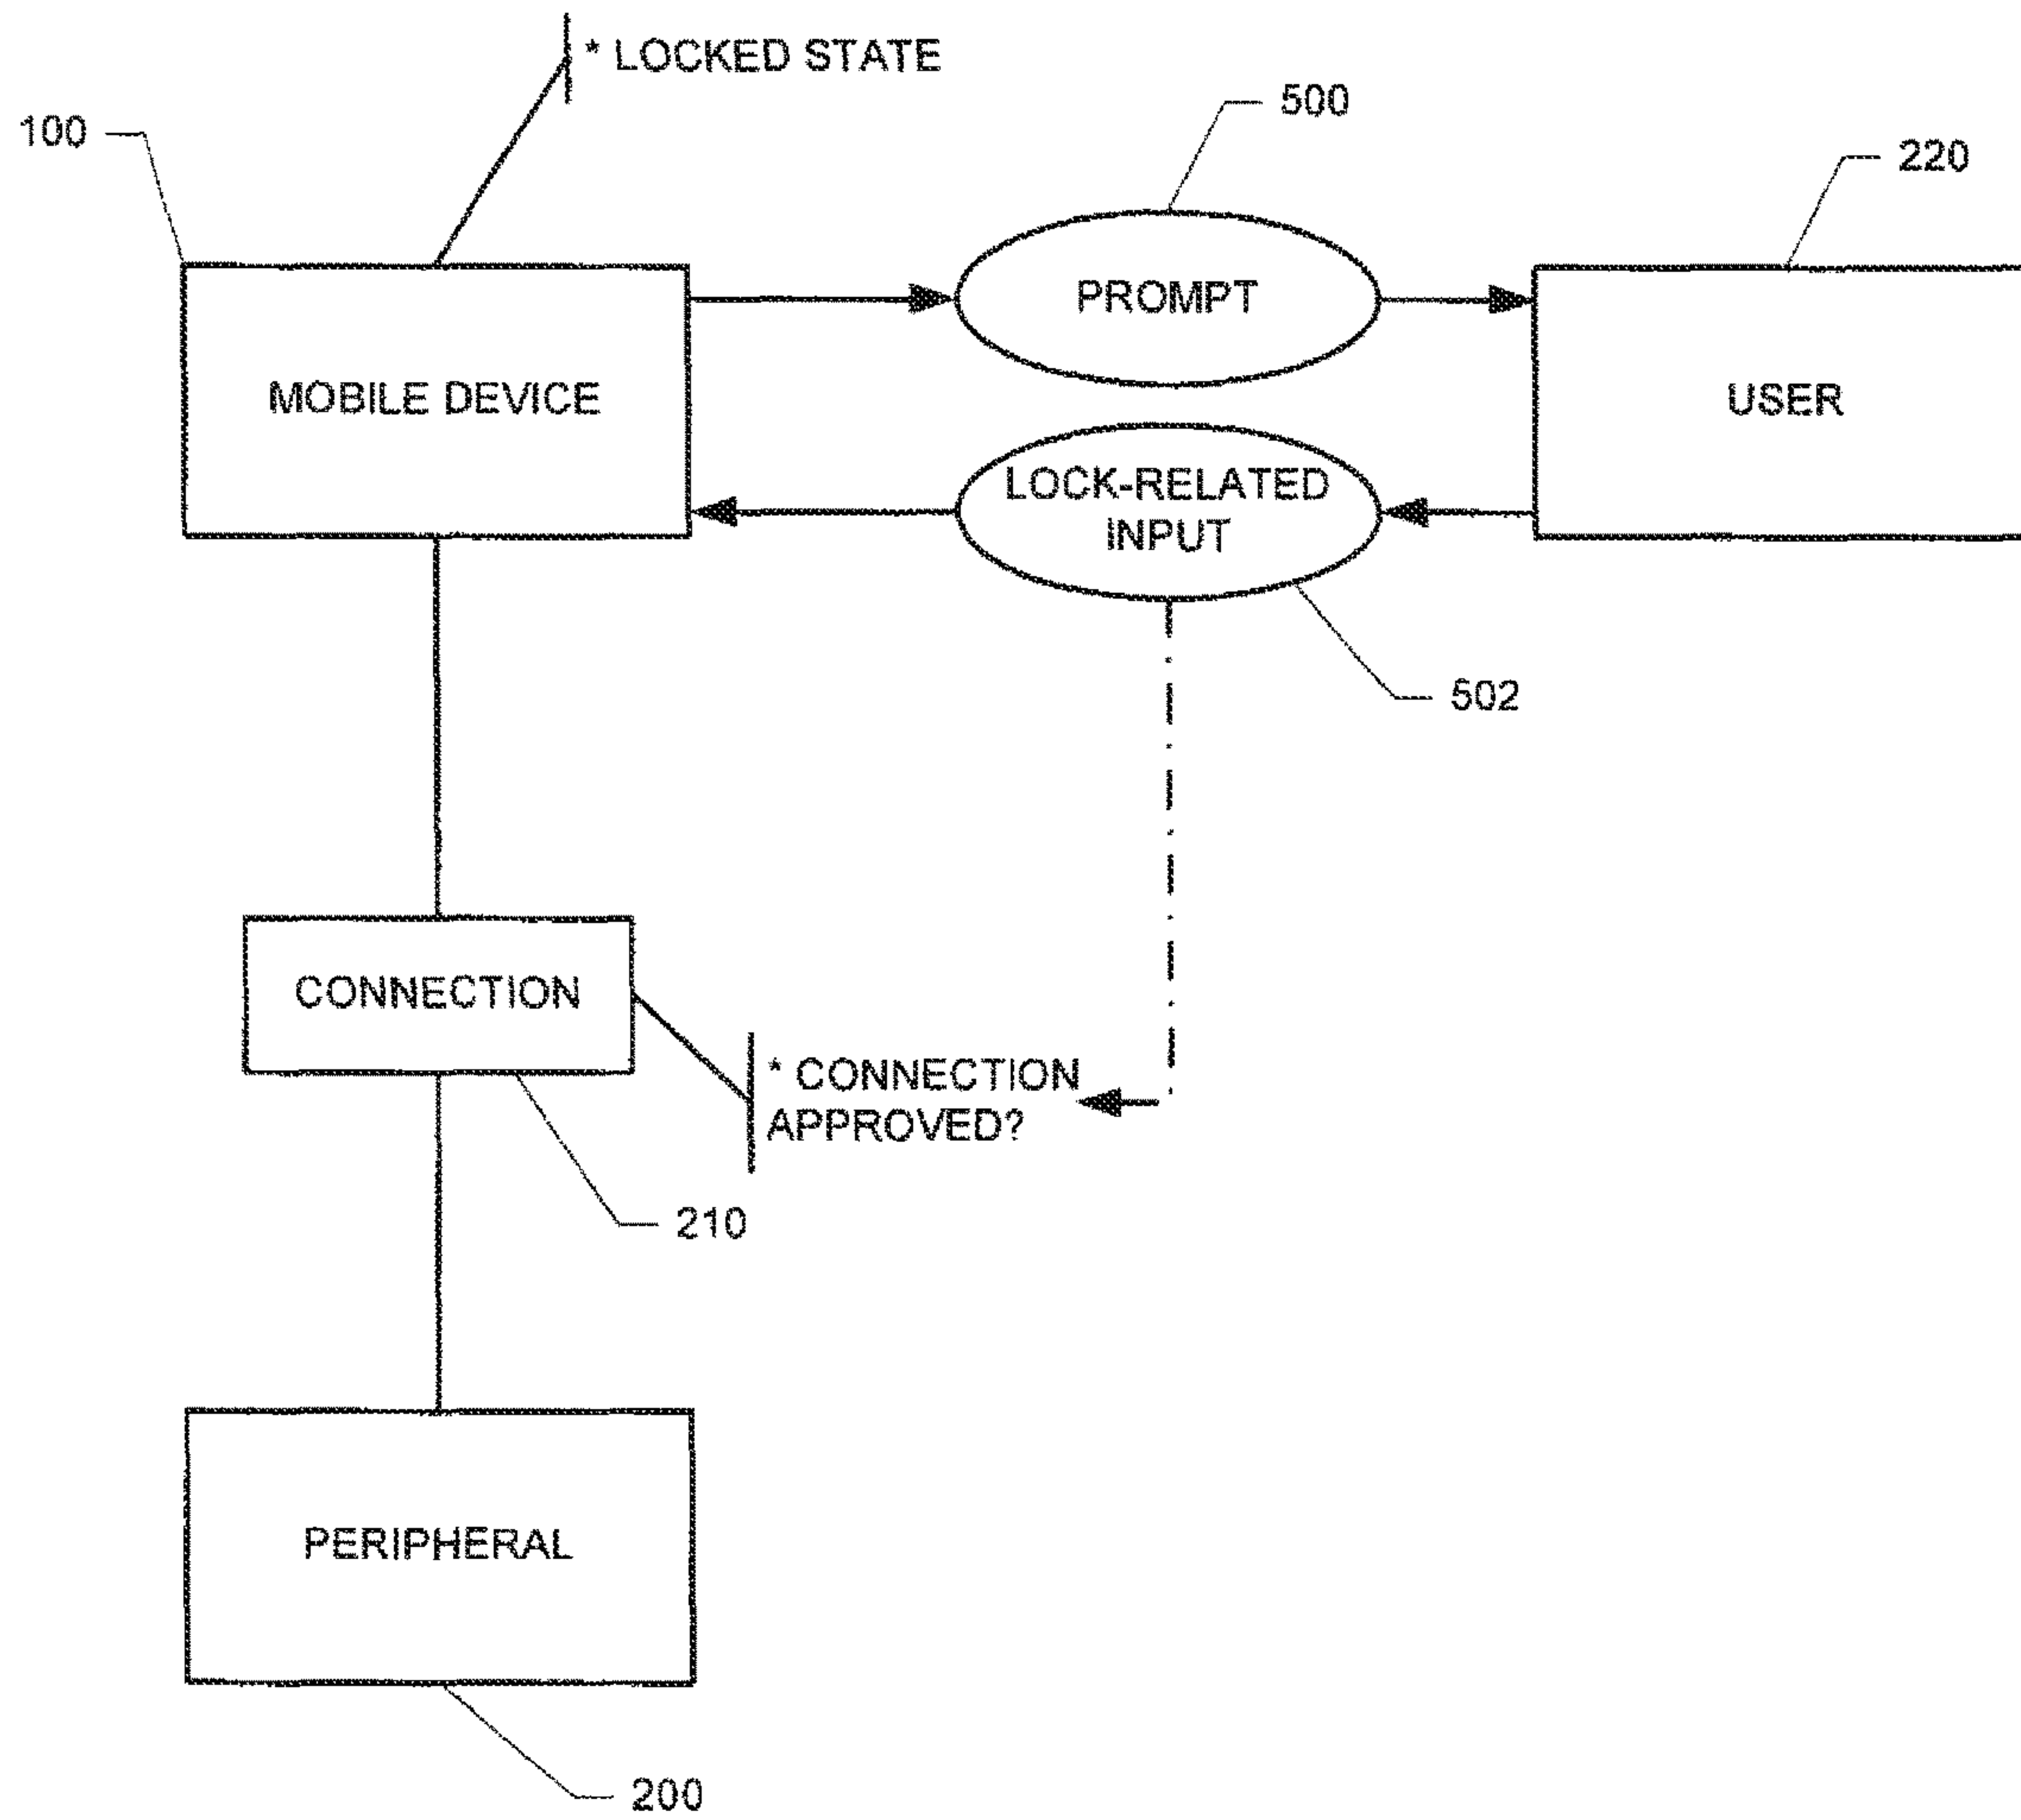 * LOCKED STATE
500
100
220
PROMPT
MOBILE DEVICE
USER
LOCK-RELATED
INPUT
502
CONNECTION
* CONNECTION
APPROVED?
210
PERIPHERAL
200